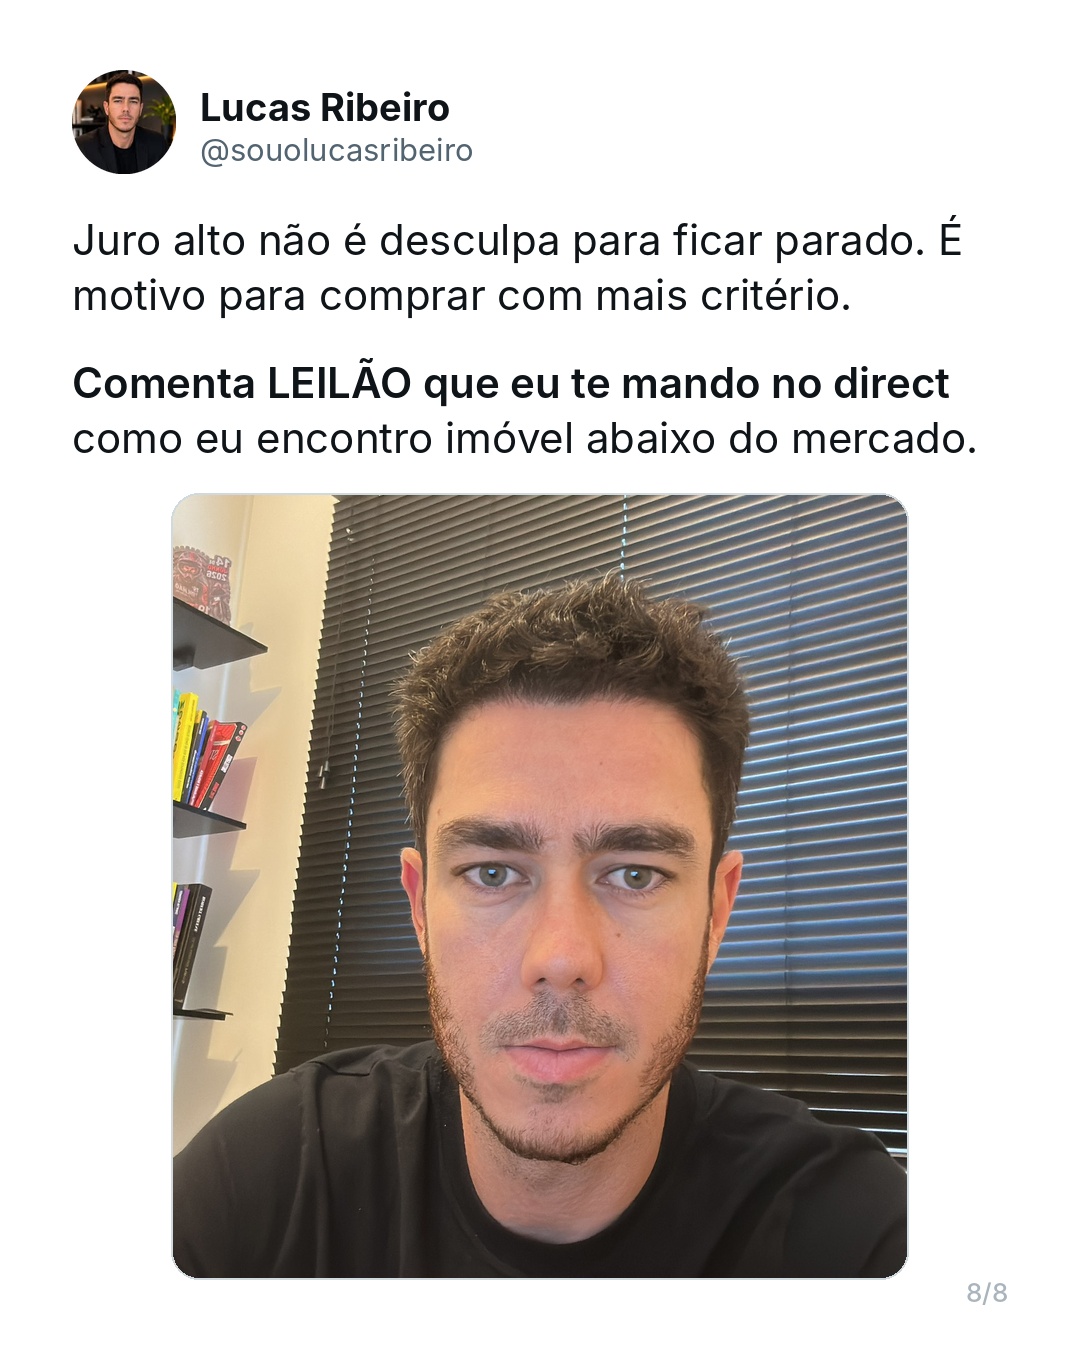 Lucas Ribeiro
@souolucasribeiro
Juro alto não é desculpa para ficar parado. É
motivo para comprar com mais critério.
Comenta LEILÃO que eu te mando no direct
como eu encontro imóvel abaixo do mercado.
8/8